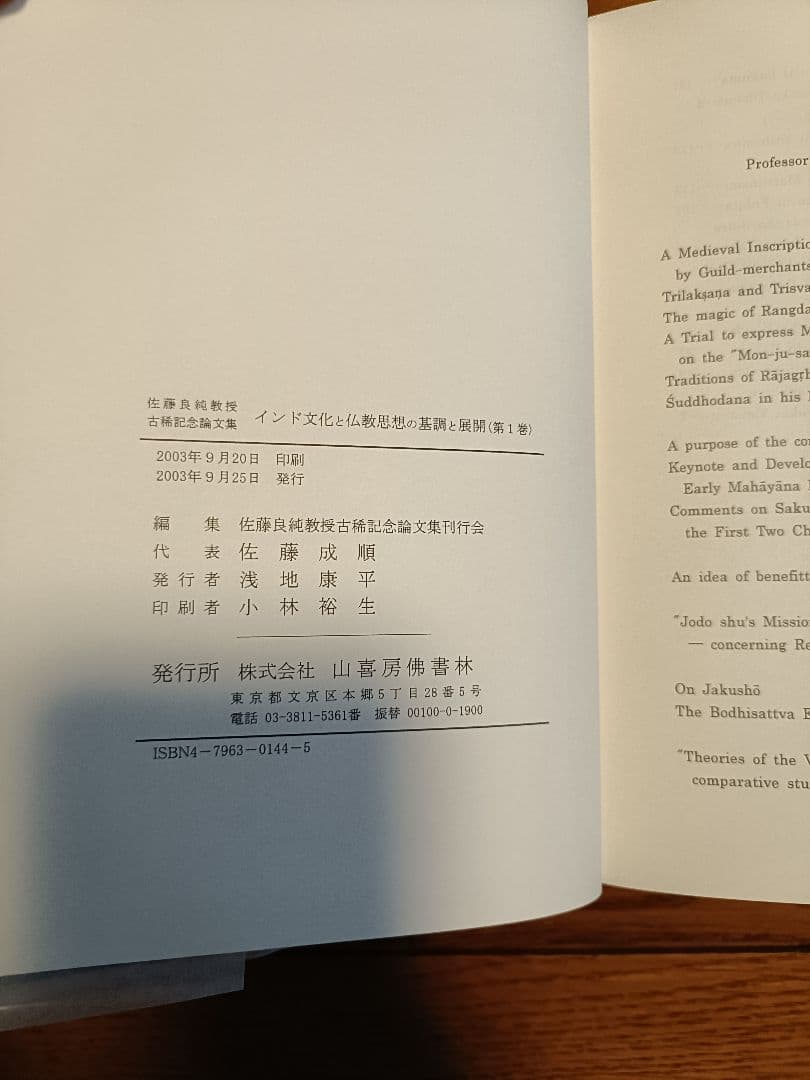 佐藤良純教授
古稀記念論文集 インド文化と仏教思想の基調と展開(第1巻)
2003年9月20日 印刷
2003年9月25日 発行
編集 佐藤良純教授古稀記念論文集刊行会
代表 佐藤成順
発行者 浅地康平
印刷者 小林裕生
発行所 株式会社 山喜房佛書林
東京都文京区本郷5丁目28番5号
電話 03-3811-5361番 振替 00100-0-1900
ISBN4-7963-0144-5
Professor
A Medieval Inscriptio
by Guild-merchants
Trilakṣaṇa and Trisva
The magic of Rangda
A Trial to express M
on the "Mon-ju-sa
Traditions of Rājagṛh
Śuddhodana in his
A purpose of the co
Keynote and Develo
Early Mahāyāna
Comments on Saku
the First Two Ch
An idea of benefitt
"Jodo shu's Missio
— concerning Re
On Jakushō
The Bodhisattva E
"Theories of the V
comparative stu